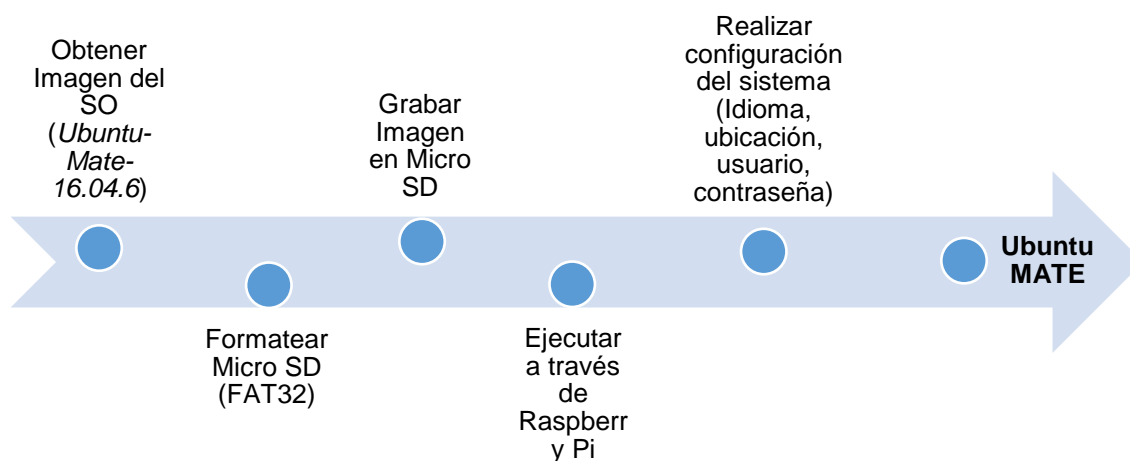 Obtener
Imagen del
SO
(Ubuntu-
Mate-
16.04.6)
Formatear
Micro SD
(FAT32)
Grabar
Imagen
en Micro
SD
Ejecutar
a través
de
Raspberr
y Pi
Realizar
configuración
del sistema
(Idioma,
ubicación,
usuario,
contraseña)
Ubuntu
MATE